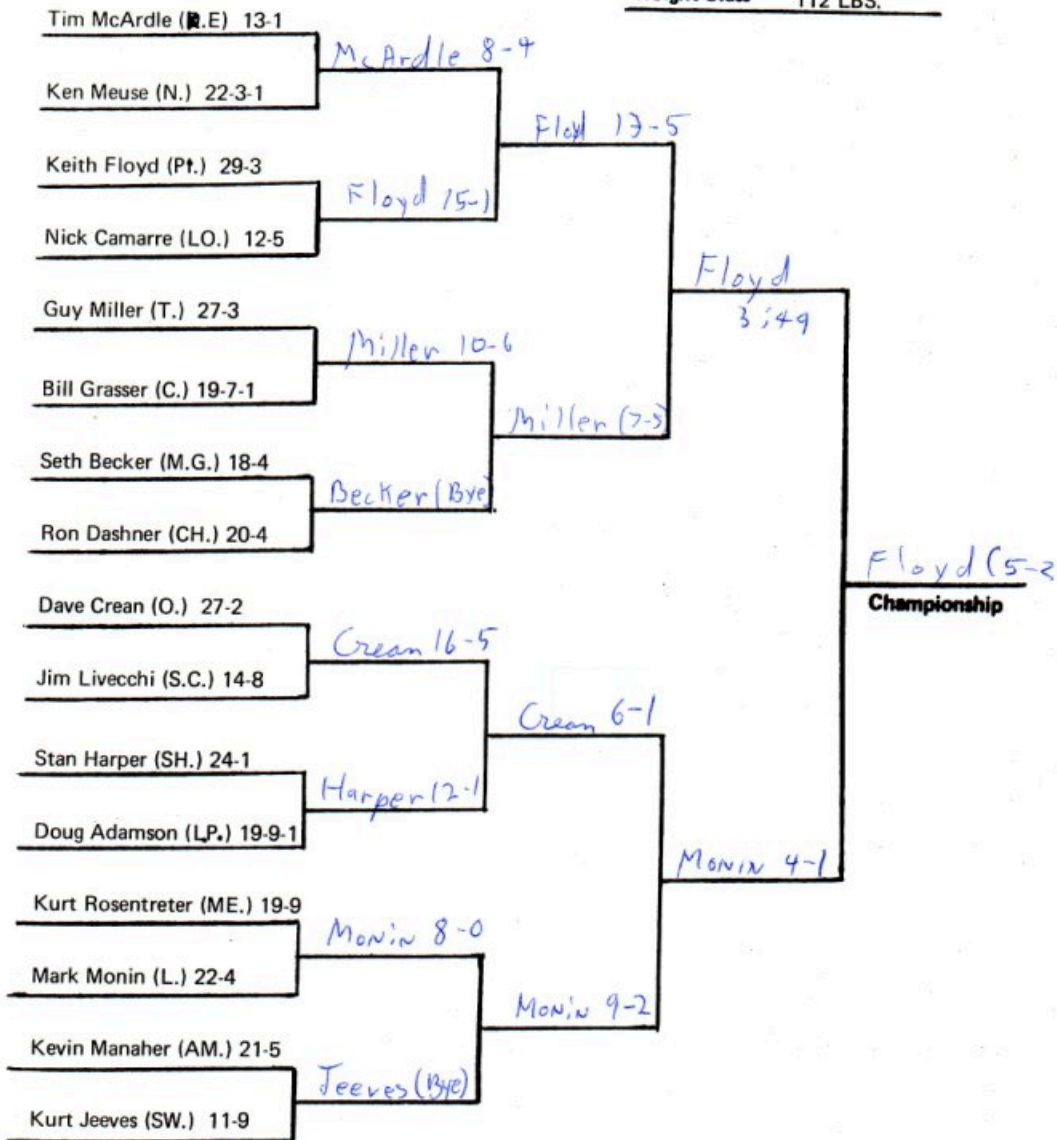 112 LBS.
Tim McArdle (R.E) 13-1
McArdle 8-4
Ken Meuse (N.) 22-3-1
Floyd 13-5
Keith Floyd (Pt.) 29-3
Floyd 15-1
Nick Camarre (LO.) 12-5
Floyd
3:49
Guy Miller (T.) 27-3
Miller 10-6
Bill Grasser (C.) 19-7-1
Miller (7-5)
Seth Becker (M.G.) 18-4
Becker (Bye)
Ron Dashner (CH.) 20-4
Floyd (5-2
Championship
Dave Crean (O.) 27-2
Crean 16-5
Jim Livecchi (S.C.) 14-8
Crean 6-1
Stan Harper (SH.) 24-1
Harper 12-1
Doug Adamson (L.P.) 19-9-1
Monin 4-1
Kurt Rosentreter (ME.) 19-9
Monin 8-0
Mark Monin (L.) 22-4
Monin 9-2
Kevin Manaher (AM.) 21-5
Jeeves (Bye)
Kurt Jeeves (SW.) 11-9